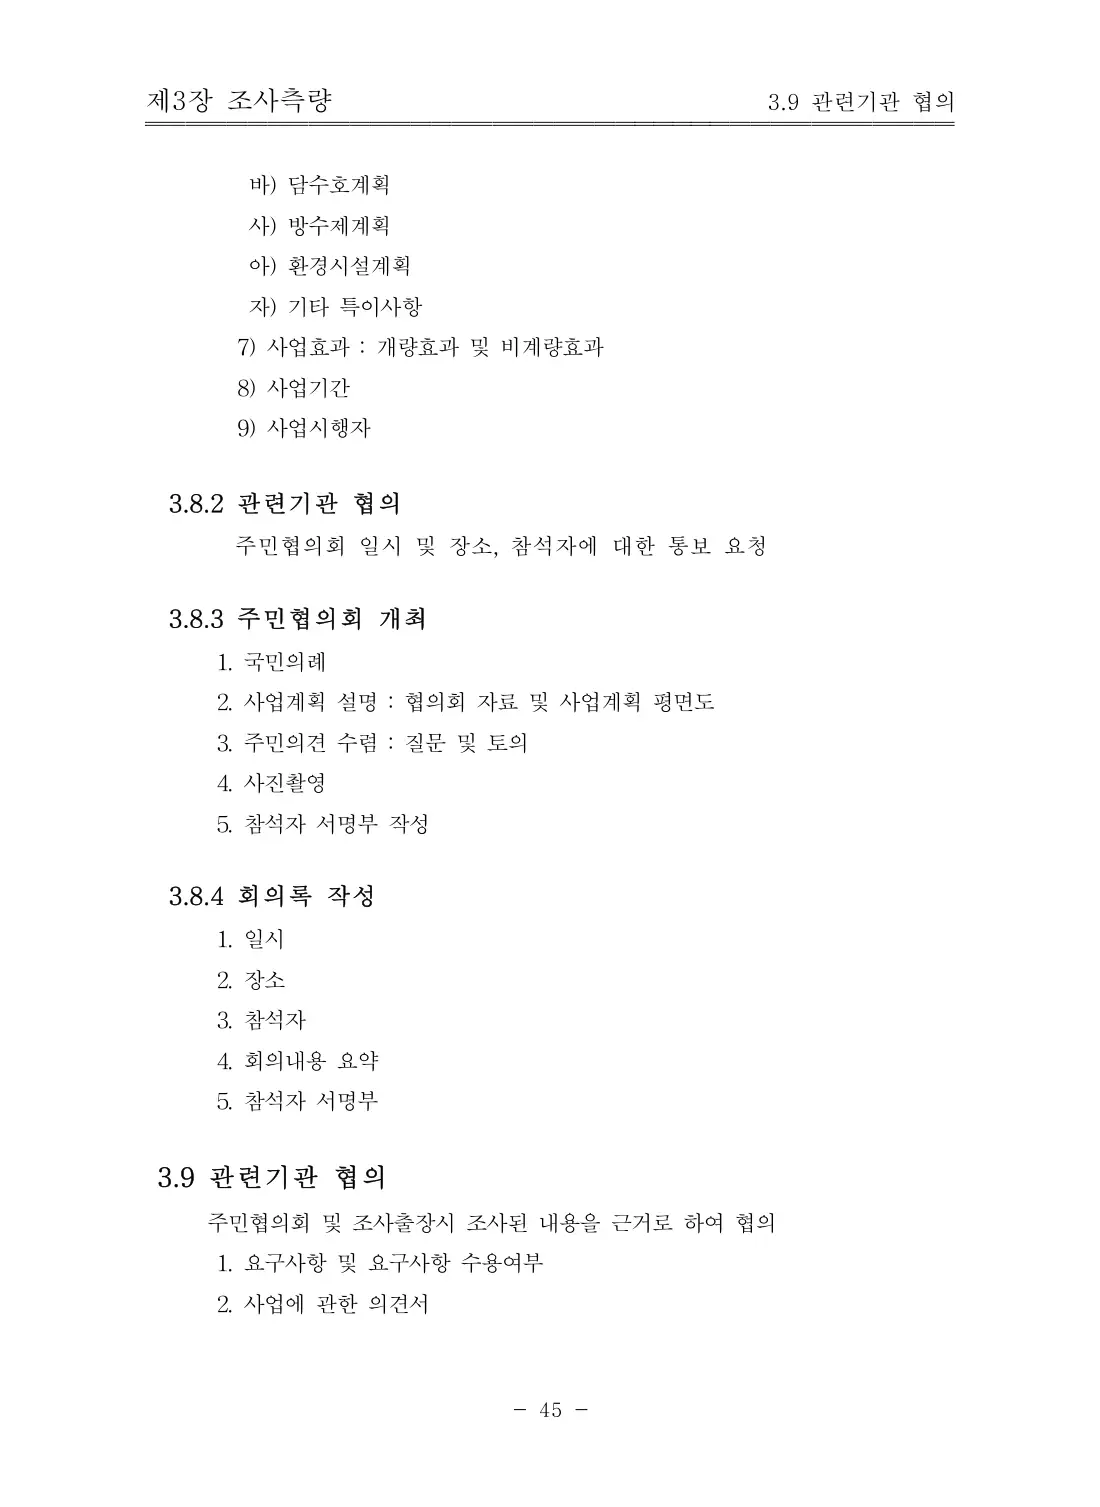 제3장 조사측량
3.9 관련기관 협의
바) 담수호계획
사) 방수제계획
아) 환경시설계획
자) 기타 특이사항
7) 사업효과 : 개량효과 및 비계량효과
8) 사업기간
9) 사업시행자
3.8.2 관련기관 협의
주민협의회 일시 및 장소, 참석자에 대한 통보 요청
3.8.3 주민협의회 개최
1. 국민의례
2. 사업계획 설명 : 협의회 자료 및 사업계획 평면도
3. 주민의견 수렴 : 질문 및 토의
4. 사진촬영
5. 참석자 서명부 작성
3.8.4 회의록 작성
1. 일시
2. 장소
3. 참석자
4. 회의내용 요약
5. 참석자 서명부
3.9 관련기관 협의
주민협의회 및 조사출장시 조사된 내용을 근거로 하여 협의
1. 요구사항 및 요구사항 수용여부
2. 사업에 관한 의견서
- 45 -